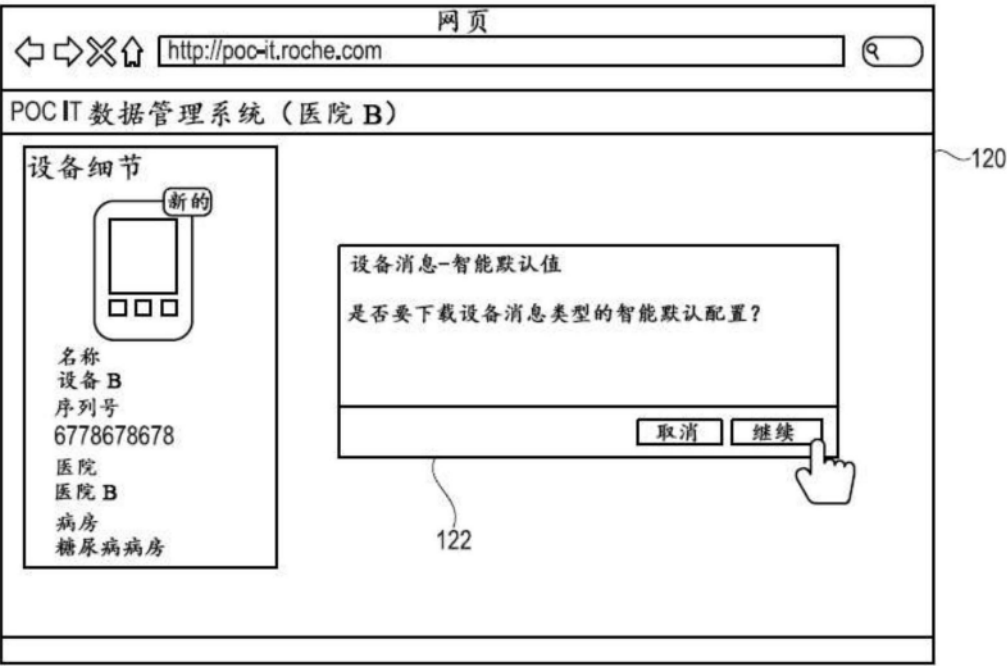 网页
http://poc-it.roche.com
POC IT 数据管理系统（医院 B）
120
设备细节
新的
名称
设备 B
序列号
6778678678
医院
医院 B
病房
糖尿病病房
设备消息-智能默认值
是否要下载设备消息类型的智能默认配置？
取消
继续
122